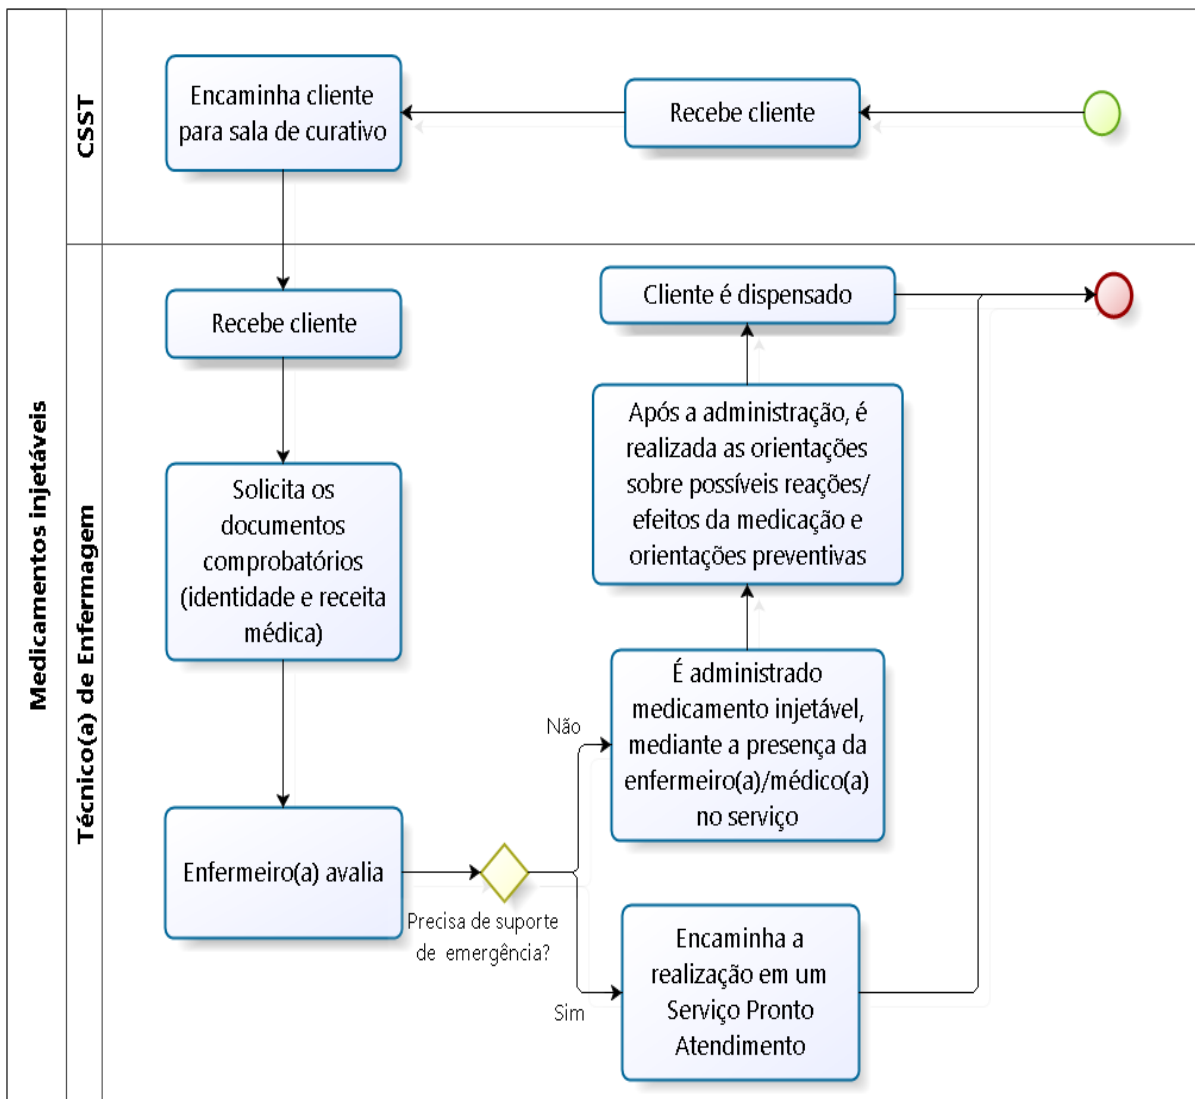 Medicamentos injetáveis
CSST
Recebe cliente
Encaminha cliente
para sala de curativo
Técnico(a) de Enfermagem
Recebe cliente
Solicita os
documentos
comprobatórios
(identidade e receita
médica)
Enfermeiro(a) avalia
Precisa de suporte
de emergência?
Não
É administrado
medicamento injetável,
mediante a presença da
enfermeiro(a)/médico(a)
no serviço
Após a administração, é
realizada as orientações
sobre possíveis reações/
efeitos da medicação e
orientações preventivas
Cliente é dispensado
Sim
Encaminha a
realização em um
Serviço Pronto
Atendimento